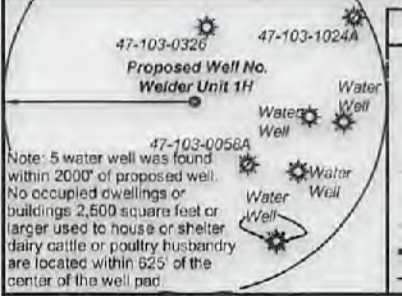 47-103-0326
47-103-1024A
Proposed Well No.
Welder Unit 1H
Water
Well
Water
Well
47-103-0058A
Water
Well
Water
Well
Note: 5 water well was found
within 2000' of proposed well.
No occupied dwellings or
buildings 2,500 square feet or
larger used to house or shelter
dairy cattle or poultry husbandry
are located within 625' of the
center of the well pad.